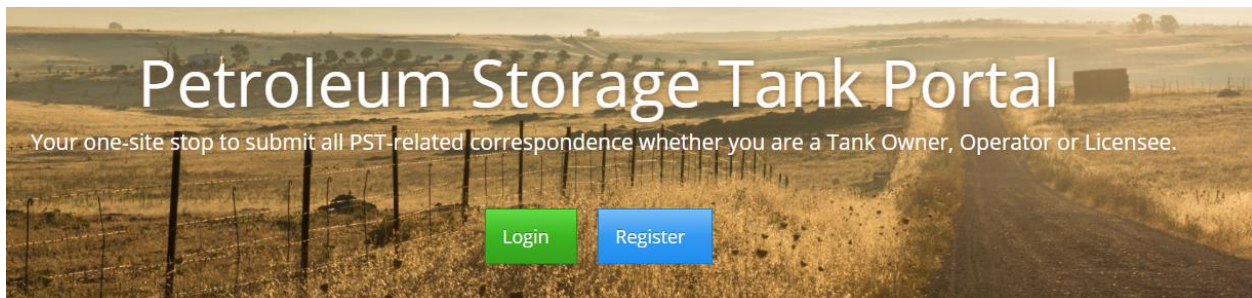 Petroleum Storage Tank Portal
Your one-site stop to submit all PST-related correspondence whether you are a Tank Owner, Operator or Licensee.
Login Register